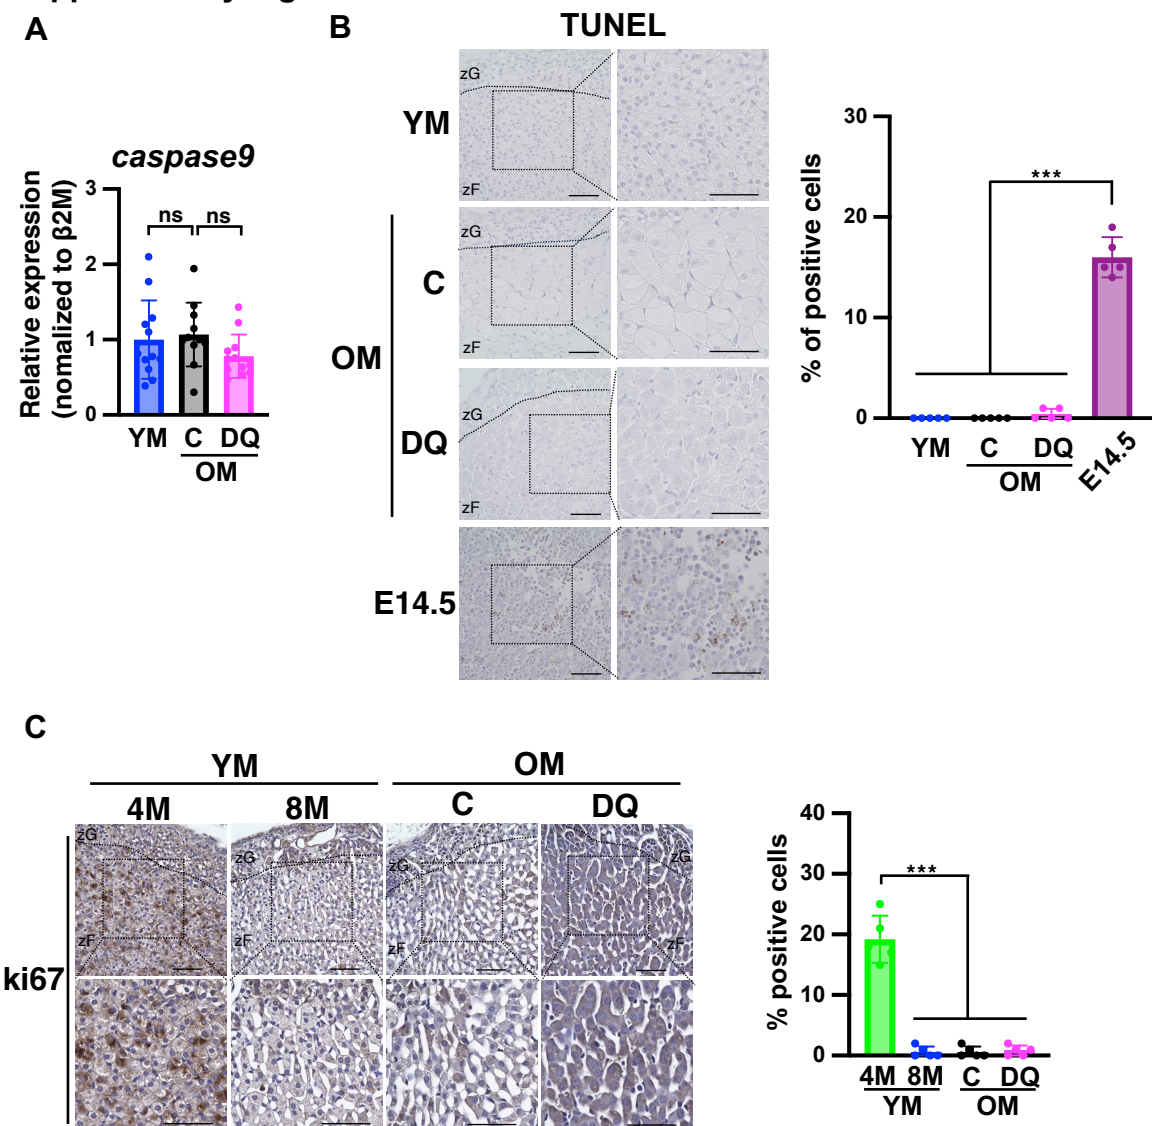 A
caspase9
Relative expression
(nomalized to β2M)
3
2
1
0
ns
ns
YM
C
DQ
OM
B
TUNEL
YM
zG
zF
OM
C
zG
zF
DQ
zG
zF
E14.5
% of positive cells
30
20
10
0
***
YM
C
DQ
OM
E14.5
C
YM
OM
4M
8M
C
DQ
ki67
zG
zF
zG
zF
zG
zF
zG
zF
% positive cells
40
30
20
10
0
***
4M
8M
C
DQ
YM
OM